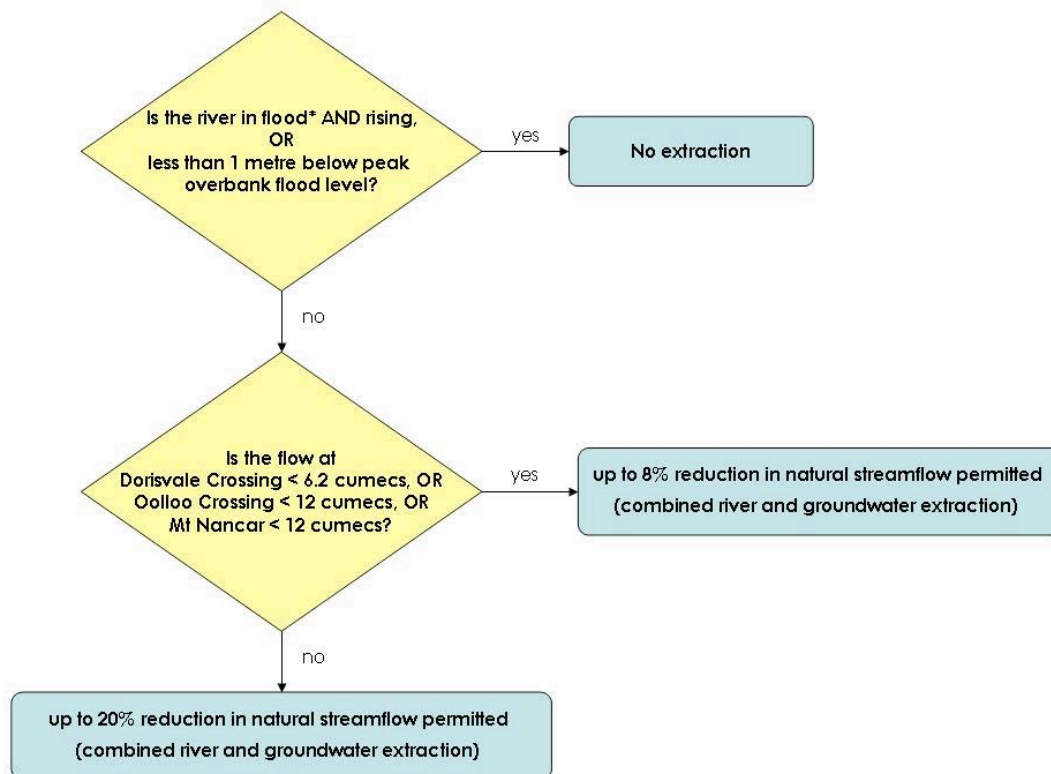 Is the river in flood* AND rising,
OR
less than 1 metre below peak
overbank flood level?
yes
No extraction
no
Is the flow at
Dorisvale Crossing < 6.2 cumecs, OR
Oolloo Crossing < 12 cumecs, OR
Mt Nancar < 12 cumecs?
yes
up to 8% reduction in natural streamflow permitted
(combined river and groundwater extraction)
no
up to 20% reduction in natural streamflow permitted
(combined river and groundwater extraction)